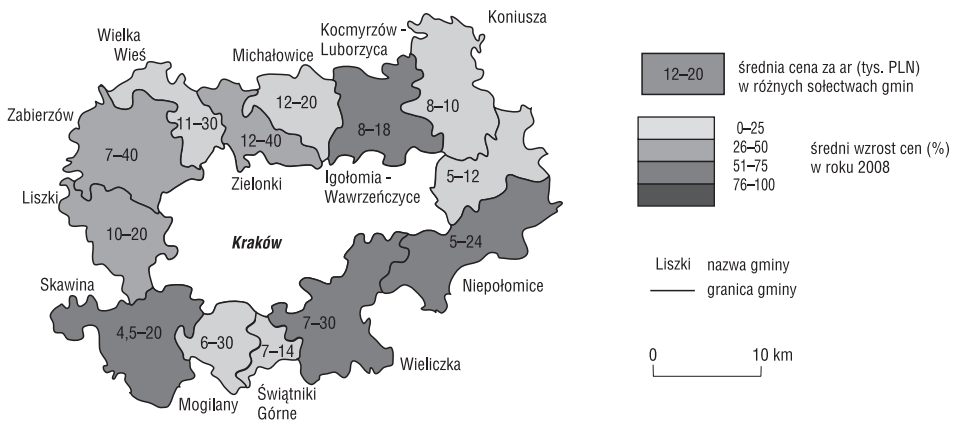 Koniusza
Kocmyrzów -
Luborzyca
Wielka
Wieś
Michałowice
Zabierzów
12–20
8–10
11–30
8–18
12–40
7–40
Zielonki
Igołomia -
Wawrzeńczyce
5–12
Liszki
10–20
Kraków
5–24
Niepołomice
Skawina
4,5–20
6–30
7–14
7–30
Wieliczka
Mogilany
Świątniki
Górne
12–20
średnia cena za ar (tys. PLN)
w różnych sołectwach gmin
0–25
26–50
51–75
76–100
średni wzrost cen (%)
w roku 2008
Liszki nazwa gminy
granica gminy
0 10 km